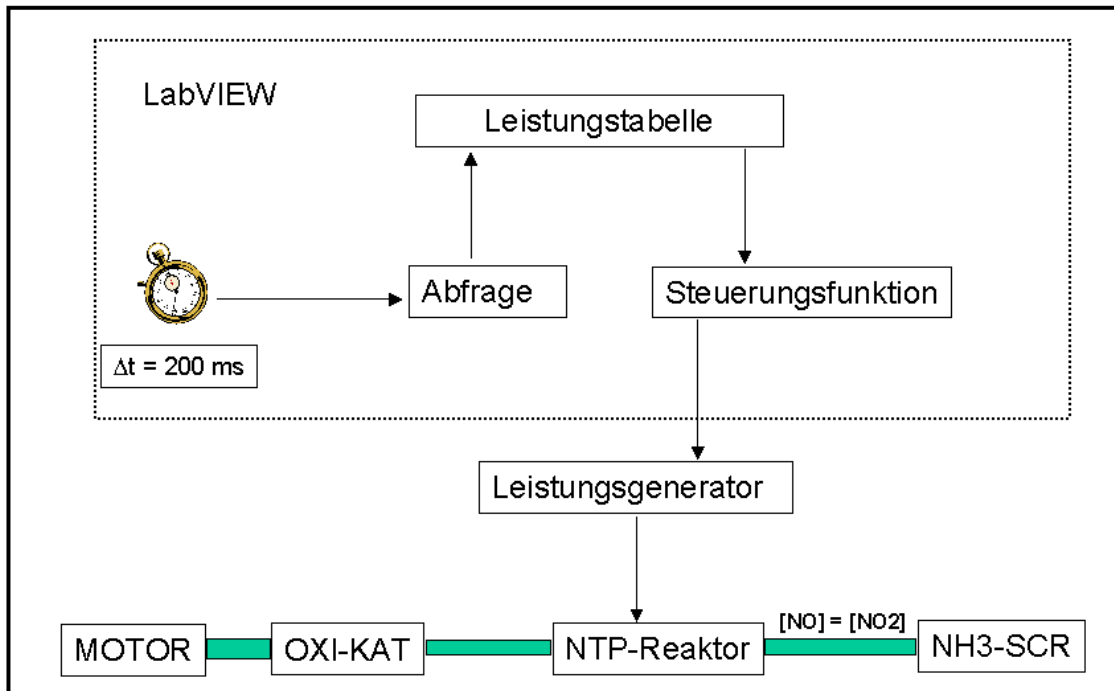 LabVIEW
Leistungstabelle
Abfrage
Steuerungsfunktion
Δt = 200 ms
Leistungsgenerator
[NO] = [NO2]
MOTOR
OXI-KAT
NTP-Reaktor
NH3-SCR